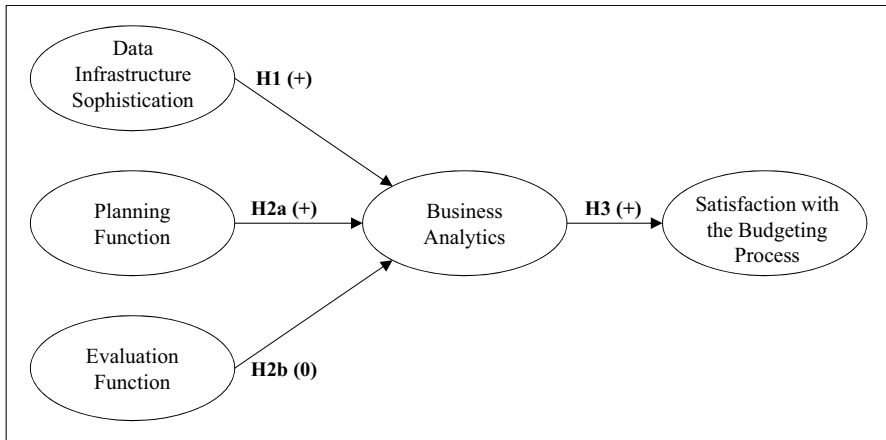 Data
Infrastructure
Sophistication
H1 (+)
Planning
Function
H2a (+)
Business
Analytics
H3 (+)
Satisfaction with
the Budgeting
Process
Evaluation
Function
H2b (0)